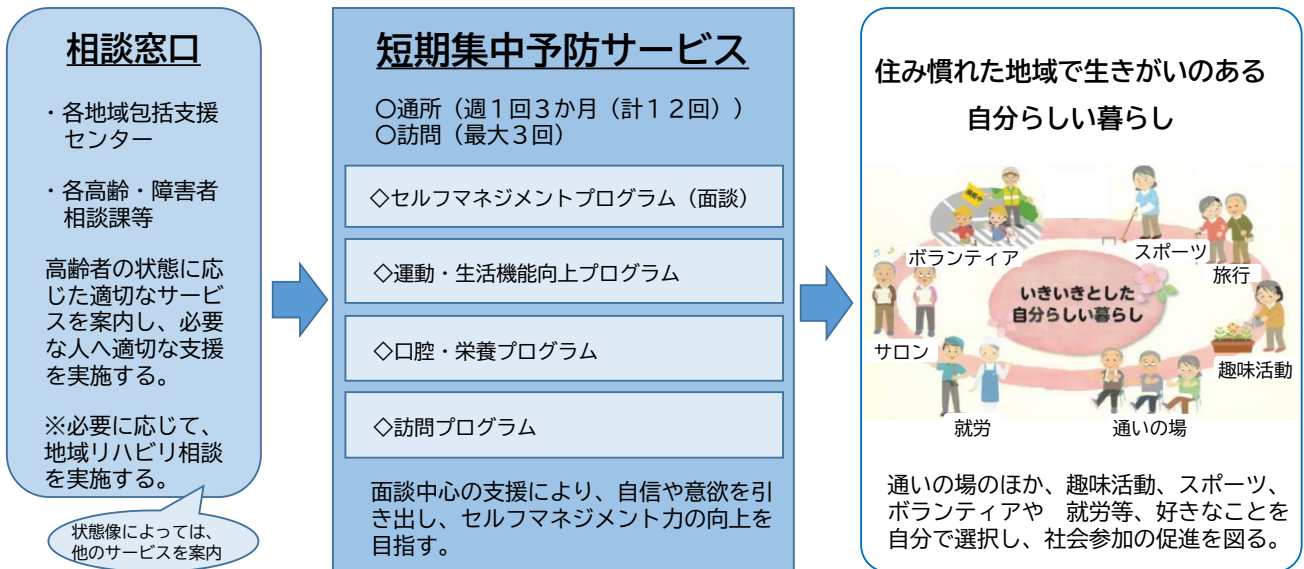 相談窓口
・各地域包括支援
センター
・各高齢・障害者
相談課等
高齢者の状態に応
じた適切なサービ
スを案内し、必要
な人へ適切な支援
を実施する。
※必要に応じて、
地域リハビリ相談
を実施する。
状態像によっては、
他のサービスを案内
短期集中予防サービス
〇通所（週１回３か月（計１２回））
〇訪問（最大３回）
◇セルフマネジメントプログラム（面談）
◇運動・生活機能向上プログラム
◇口腔・栄養プログラム
◇訪問プログラム
面談中心の支援により、自信や意欲を引
き出し、セルフマネジメント力の向上を
目指す。
住み慣れた地域で生きがいのある
自分らしい暮らし
ボランティア
スポーツ
旅行
いきいきとした
自分らしい暮らし
サロン
趣味活動
就労
通いの場
通いの場のほか、趣味活動、スポーツ、
ボランティアや　就労等、好きなことを
自分で選択し、社会参加の促進を図る。